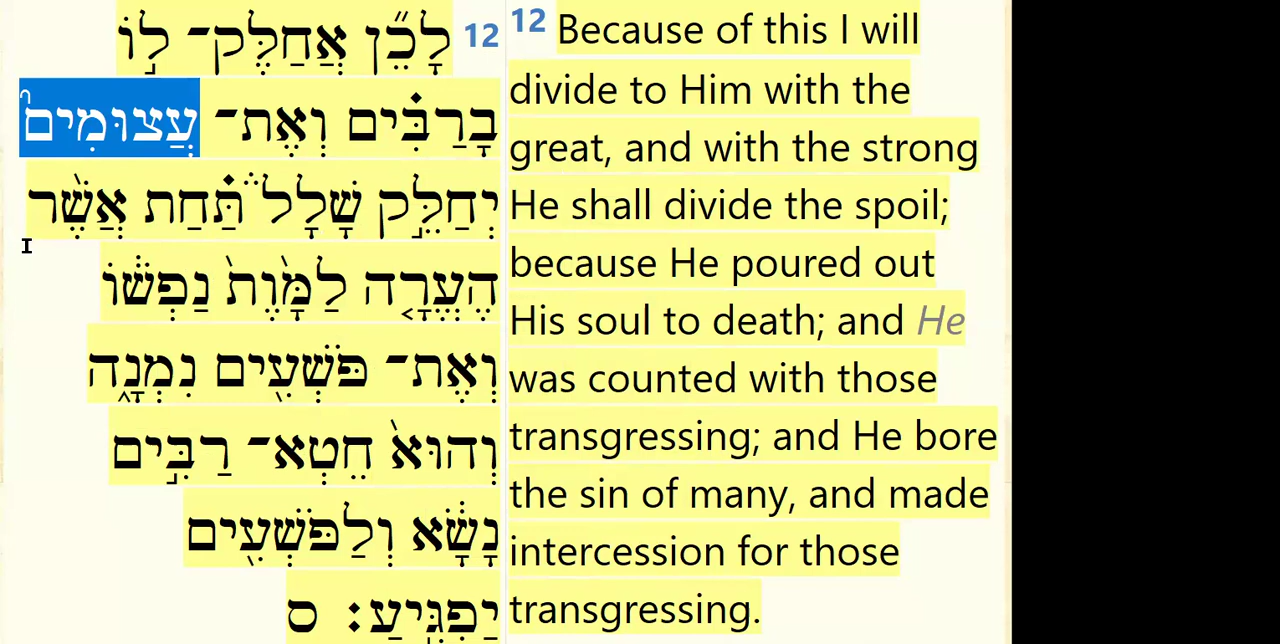 12 לָכֵ֞ן אֲחַלֶּק־ ל֣וֹ
בָרַבִּ֗ים וְאֶת־ עֲצוּמִים֮
יְחַלֵּ֣ק שָׁלָל֒ תַּ֗חַת אֲשֶׁ֨ר
הֶעֱרָ֤ה לַמָּ֙וֶת֙ נַפְשׁ֔וֹ
וְאֶת־ פֹּשְׁעִ֖ים נִמְנָ֑ה
וְהוּא֙ חֵטְא־ רַבִּ֣ים
נָשָׂ֔א וְלַפֹּשְׁעִ֖ים
יַפְגִּֽיעַ׃ ס
12 Because of this I will
divide to Him with the
great, and with the strong
He shall divide the spoil;
because He poured out
His soul to death; and He
was counted with those
transgressing; and He bore
the sin of many, and made
intercession for those
transgressing.